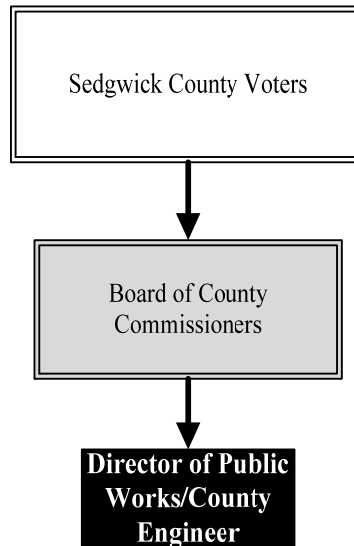 Sedgwick County Voters
Board of County
Commissioners
Director of Public
Works/County
Engineer